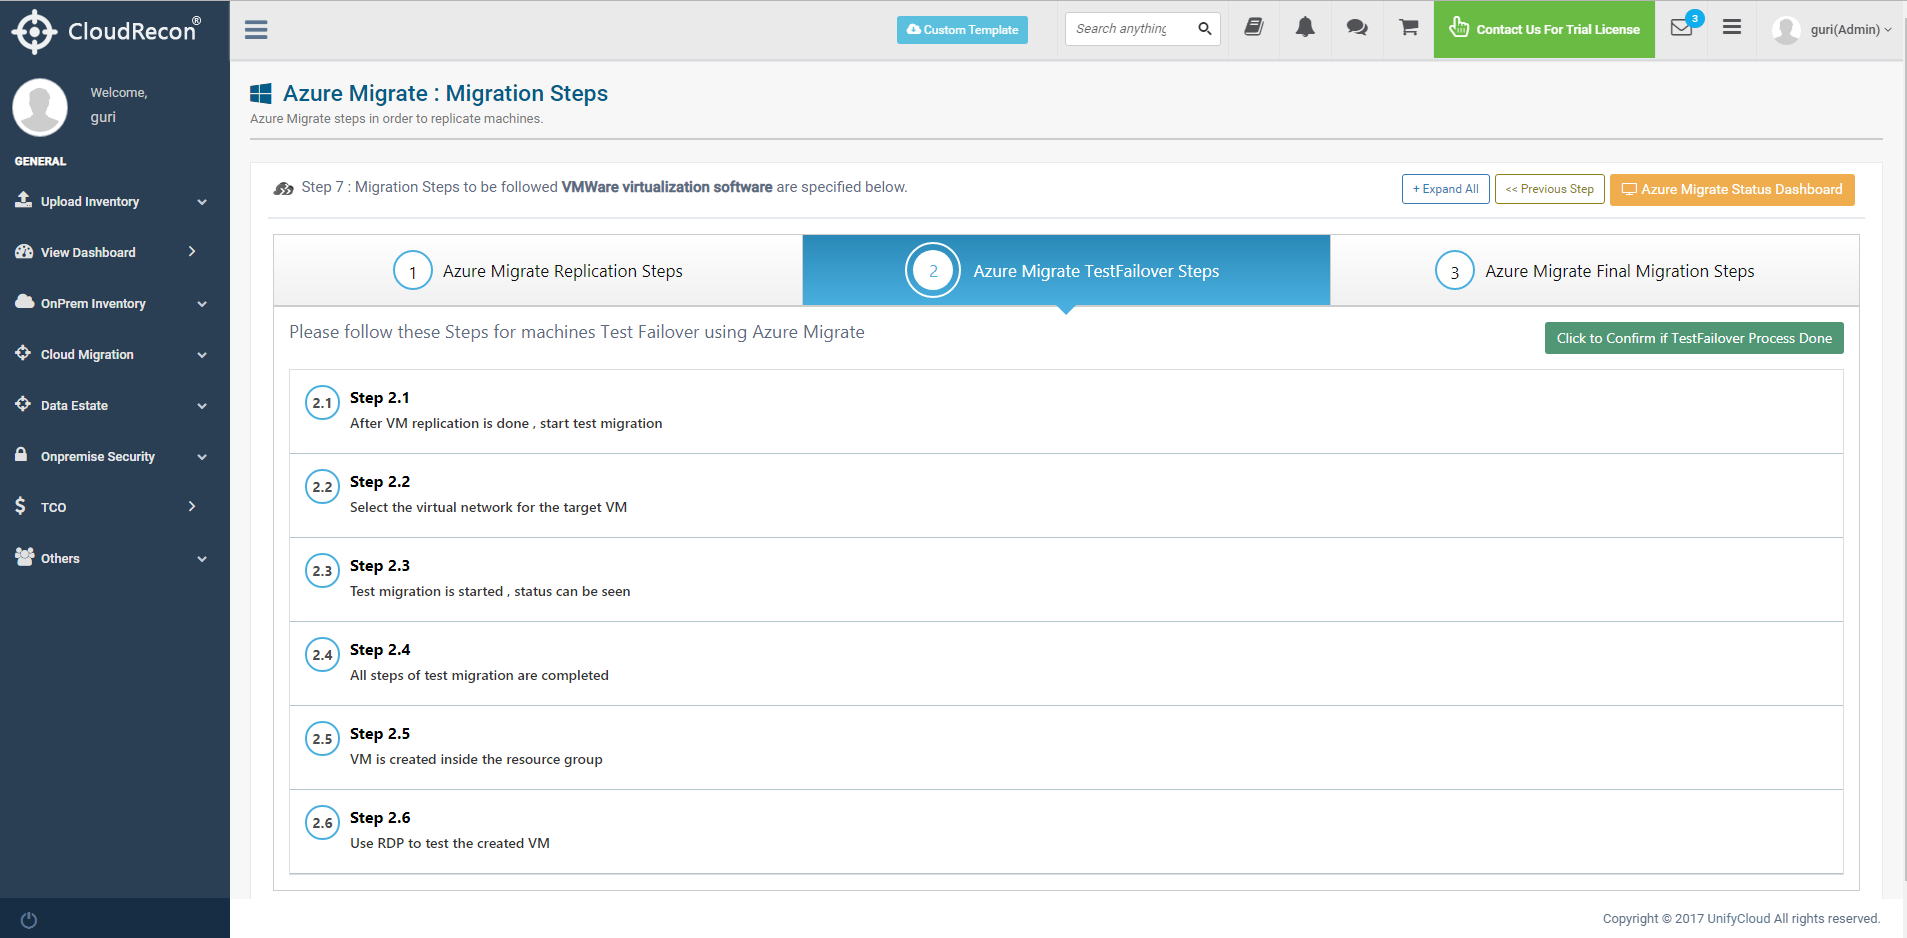 CloudRecon®
Custom Template
Search anything
Contact Us For Trial License
3
guri(Admin)
Welcome,
guri
GENERAL
Upload Inventory
View Dashboard
OnPrem Inventory
Cloud Migration
Data Estate
Onpremise Security
TCO
Others
Azure Migrate : Migration Steps
Azure Migrate steps in order to replicate machines.
Step 7 : Migration Steps to be followed VMWare virtualization software are specified below.
+ Expand All
<< Previous Step
Azure Migrate Status Dashboard
1 Azure Migrate Replication Steps
2 Azure Migrate TestFailover Steps
3 Azure Migrate Final Migration Steps
Please follow these Steps for machines Test Failover using Azure Migrate
Click to Confirm if TestFailover Process Done
2.1 Step 2.1
After VM replication is done , start test migration
2.2 Step 2.2
Select the virtual network for the target VM
2.3 Step 2.3
Test migration is started , status can be seen
2.4 Step 2.4
All steps of test migration are completed
2.5 Step 2.5
VM is created inside the resource group
2.6 Step 2.6
Use RDP to test the created VM
Copyright © 2017 UnifyCloud All rights reserved.